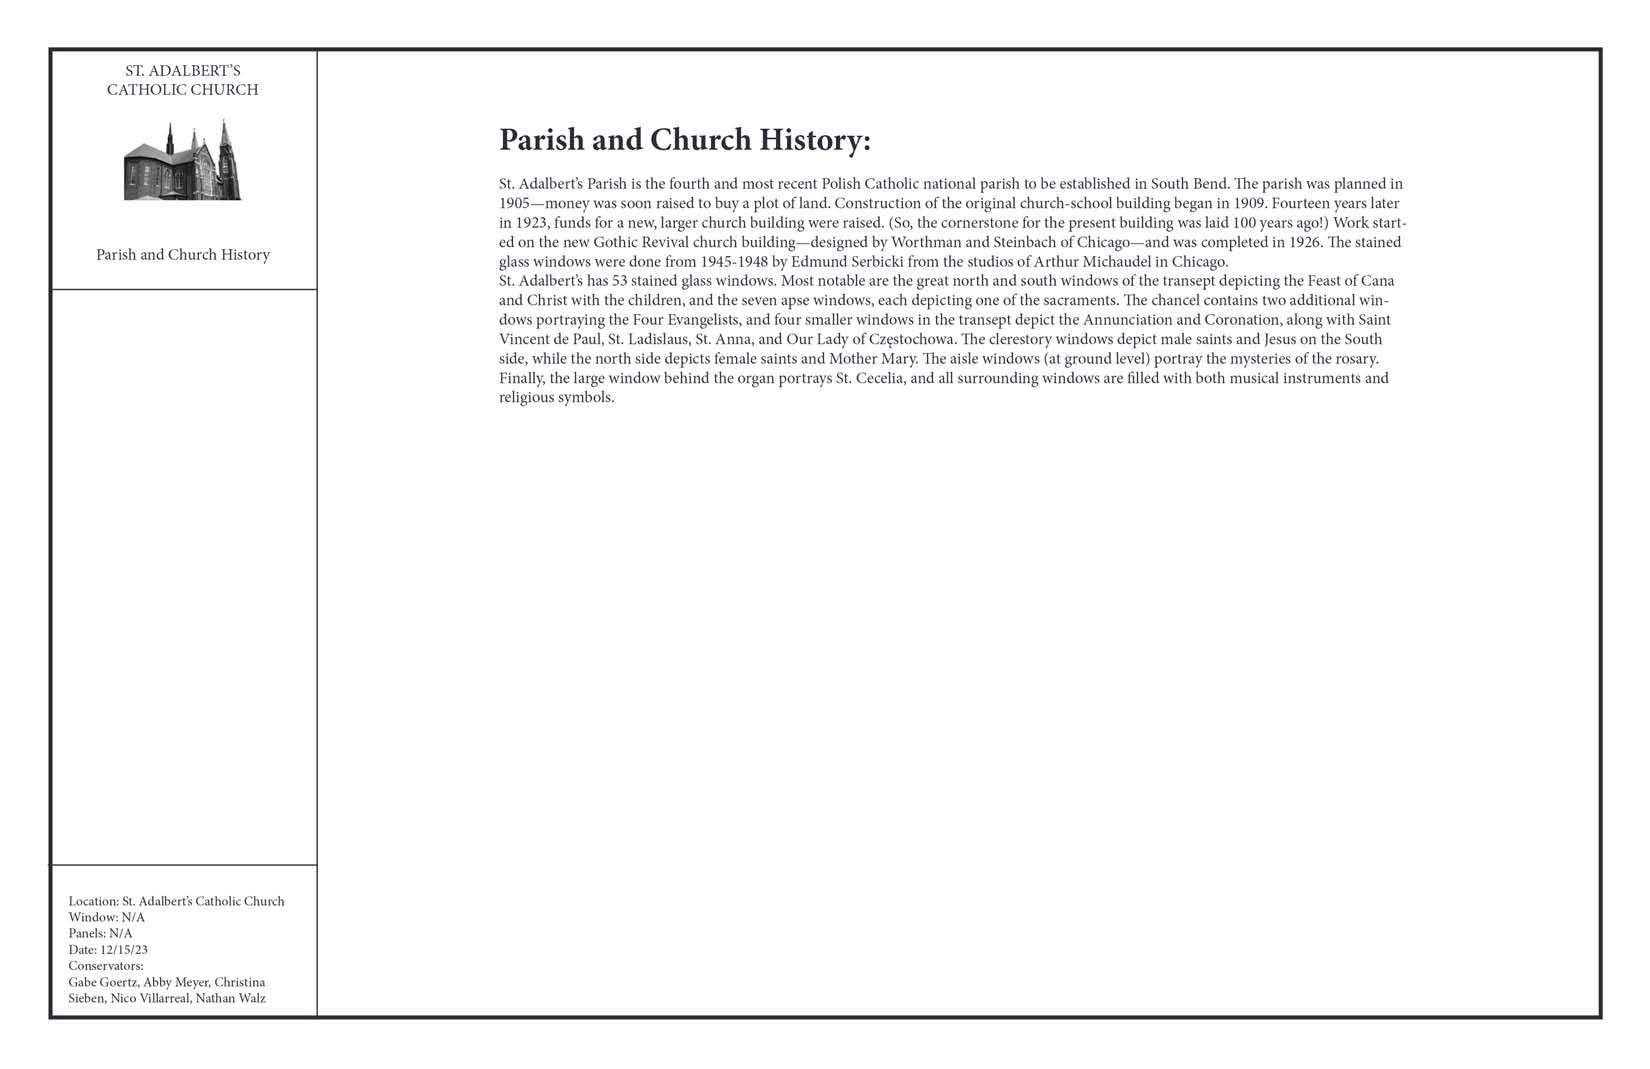 ST. ADALBERT’S
CATHOLIC CHURCH
Parish and Church History
Parish and Church History:
St. Adalbert’s Parish is the fourth and most recent Polish Catholic national parish to be established in South Bend. The parish was planned in
1905—money was soon raised to buy a plot of land. Construction of the original church-school building began in 1909. Fourteen years later
in 1923, funds for a new, larger church building were raised. (So, the cornerstone for the present building was laid 100 years ago!) Work start-
ed on the new Gothic Revival church building—designed by Worthman and Steinbach of Chicago—and was completed in 1926. The stained
glass windows were done from 1945-1948 by Edmund Serbicki from the studios of Arthur Michaudel in Chicago.
St. Adalbert’s has 53 stained glass windows. Most notable are the great north and south windows of the transept depicting the Feast of Cana
and Christ with the children, and the seven apse windows, each depicting one of the sacraments. The chancel contains two additional win-
dows portraying the Four Evangelists, and four smaller windows in the transept depict the Annunciation and Coronation, along with Saint
Vincent de Paul, St. Ladislaus, St. Anna, and Our Lady of Częstochowa. The clerestory windows depict male saints and Jesus on the South
side, while the north side depicts female saints and Mother Mary. The aisle windows (at ground level) portray the mysteries of the rosary.
Finally, the large window behind the organ portrays St. Cecelia, and all surrounding windows are filled with both musical instruments and
religious symbols.
Location: St. Adalbert’s Catholic Church
Window: N/A
Panels: N/A
Date: 12/15/23
Conservators:
Gabe Goertz, Abby Meyer, Christina
Sieben, Nico Villarreal, Nathan Walz